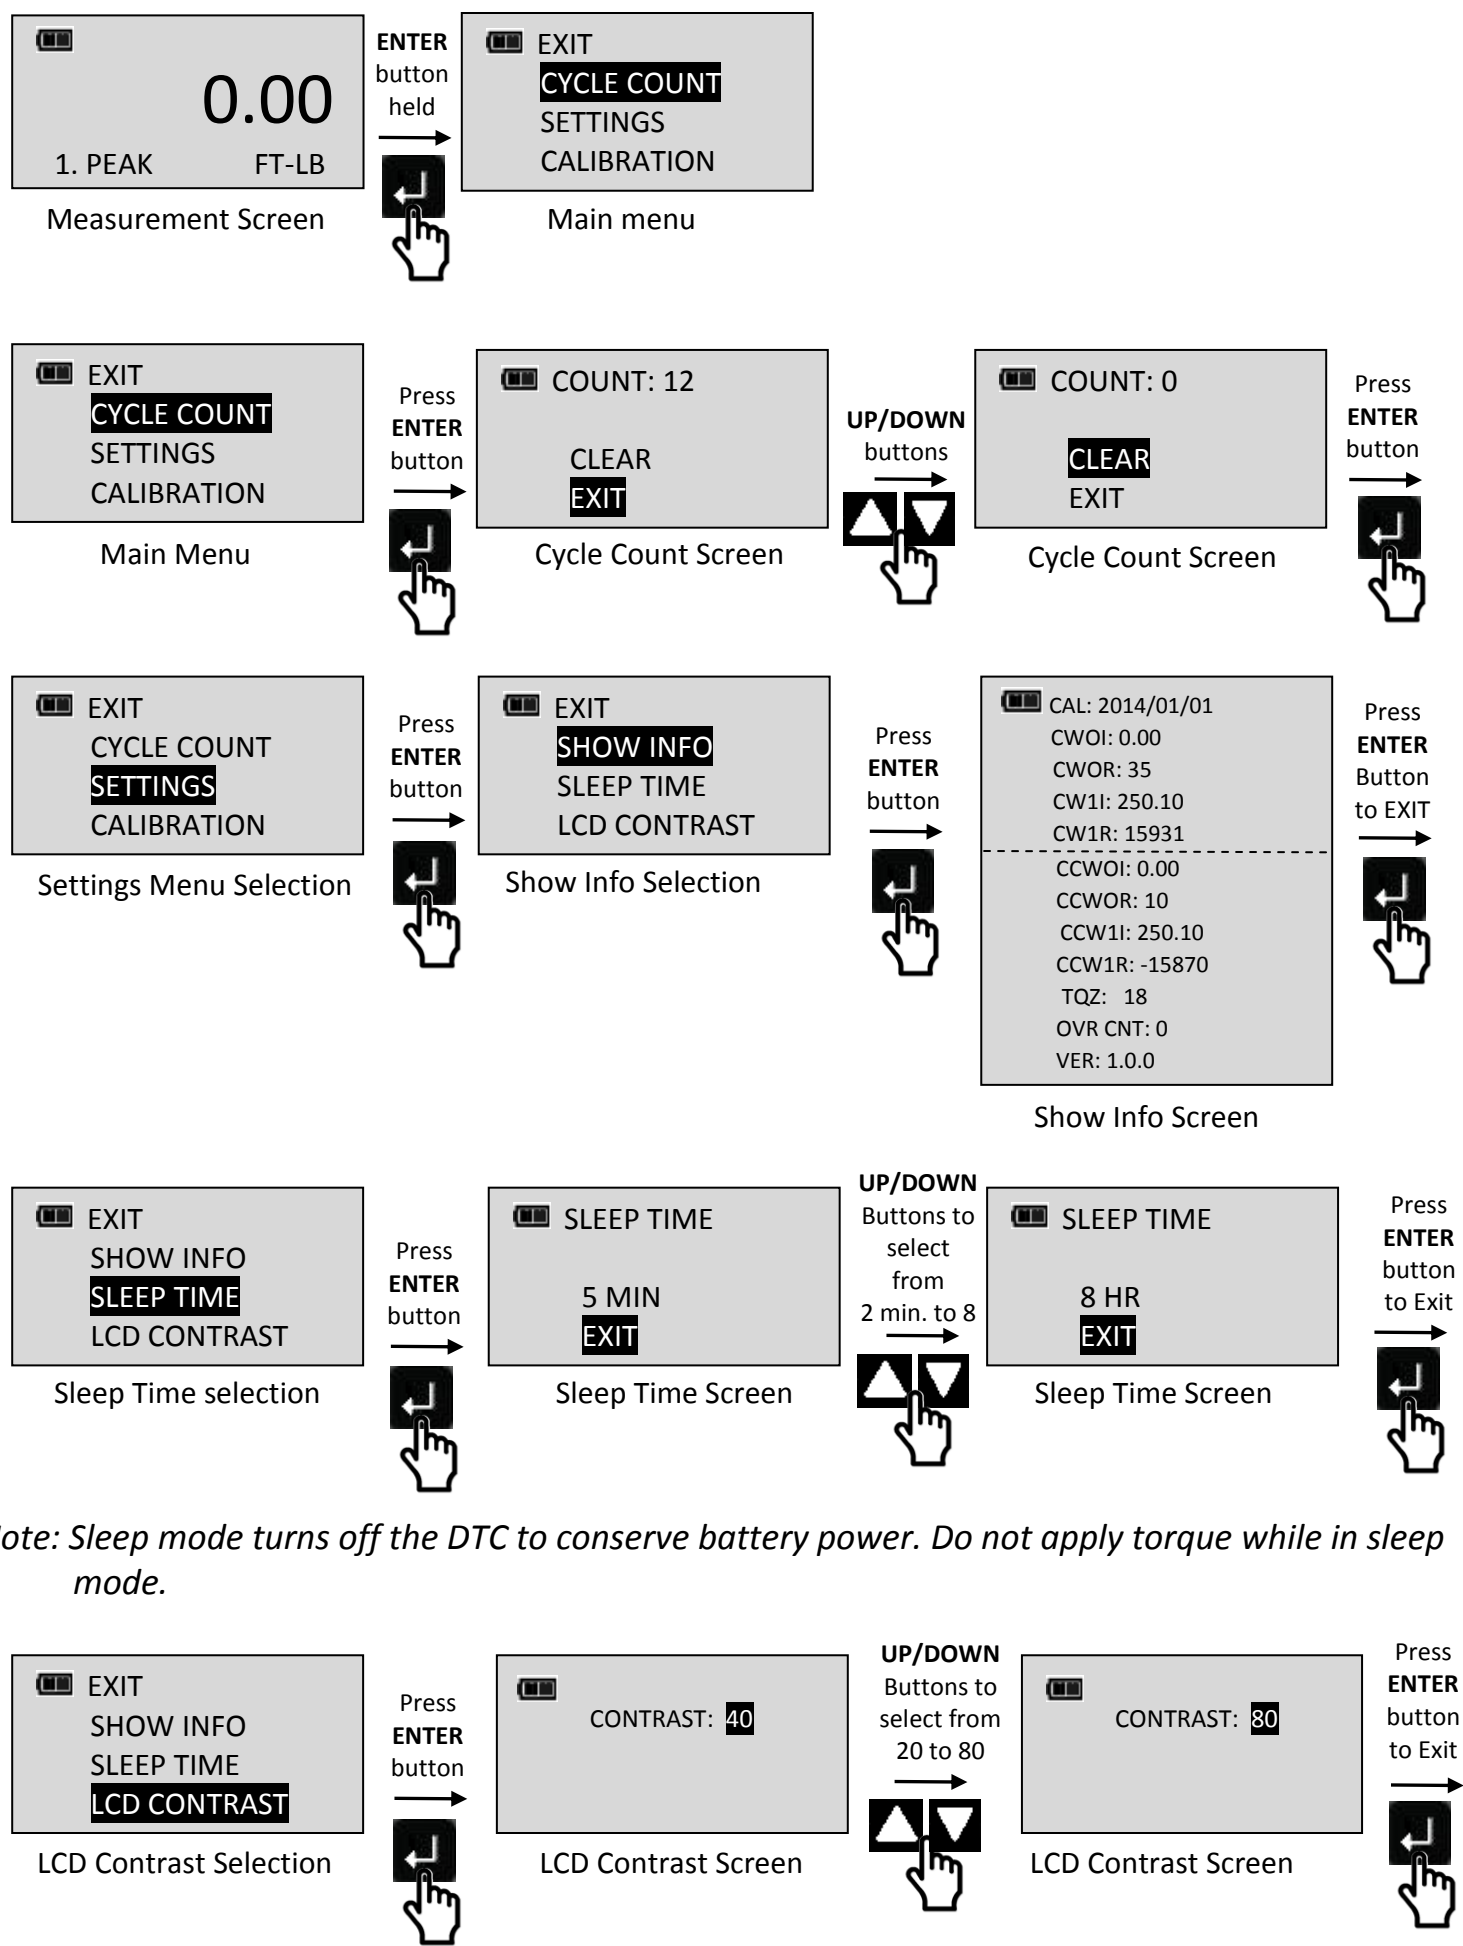 0.00
1. PEAK FT-LB
Measurement Screen
ENTER
button
held
EXIT
CYCLE COUNT
SETTINGS
CALIBRATION
Main menu
EXIT
CYCLE COUNT
SETTINGS
CALIBRATION
Main Menu
Press
ENTER
button
COUNT: 12
CLEAR
EXIT
Cycle Count Screen
UP/DOWN
buttons
COUNT: 0
CLEAR
EXIT
Cycle Count Screen
Press
ENTER
button
EXIT
CYCLE COUNT
SETTINGS
CALIBRATION
Settings Menu Selection
Press
ENTER
button
EXIT
SHOW INFO
SLEEP TIME
LCD CONTRAST
Show Info Selection
Press
ENTER
button
CAL: 2014/01/01
CWOI: 0.00
CWOR: 35
CW1I: 250.10
CW1R: 15931
CCWOI: 0.00
CCWOR: 10
CCW1I: 250.10
CCW1R: -15870
TQZ: 18
OVR CNT: 0
VER: 1.0.0
Show Info Screen
Press
ENTER
Button
to EXIT
EXIT
SHOW INFO
SLEEP TIME
LCD CONTRAST
Sleep Time selection
Press
ENTER
button
SLEEP TIME
5 MIN
EXIT
Sleep Time Screen
UP/DOWN
Buttons to
select
from
2 min. to 8
SLEEP TIME
8 HR
EXIT
Sleep Time Screen
Press
ENTER
button
to Exit
ote: Sleep mode turns off the DTC to conserve battery power. Do not apply torque while in sleep
mode.
EXIT
SHOW INFO
SLEEP TIME
LCD CONTRAST
LCD Contrast Selection
Press
ENTER
button
CONTRAST: 40
LCD Contrast Screen
UP/DOWN
Buttons to
select from
20 to 80
CONTRAST: 80
LCD Contrast Screen
Press
ENTER
button
to Exit